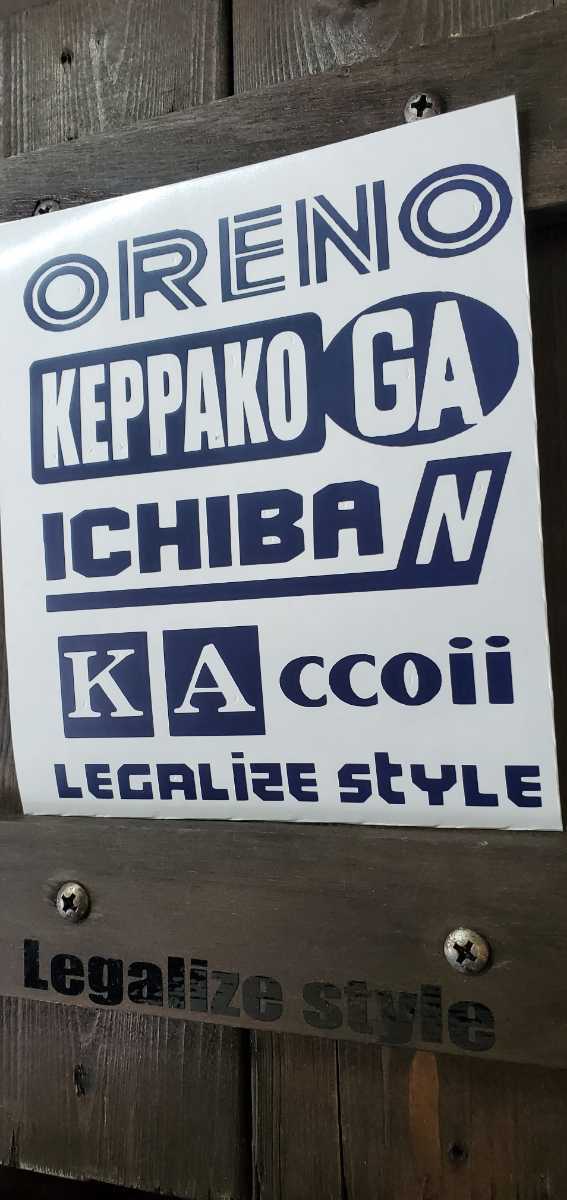 ORENO
KEPPAKO GA
ICHIBAN
KAccoii
LEGALiZE StYLE
Legalize style